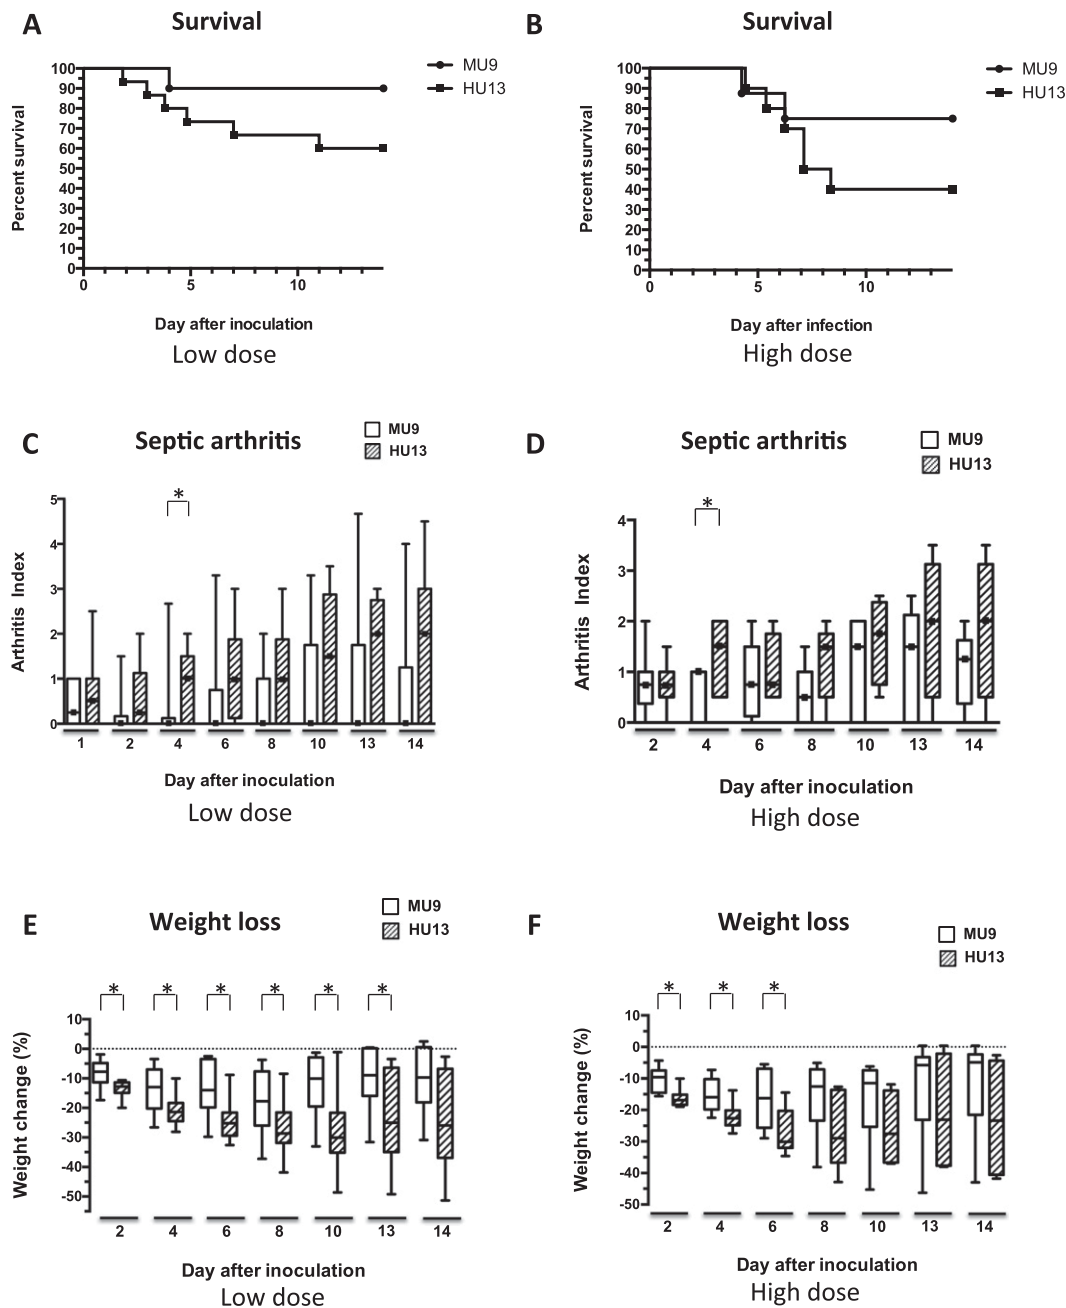 A
Survival
MU9
HU13
Percent survival
100
90
80
70
60
50
40
30
20
10
0
0 5 10
Day after inoculation
Low dose
B
Survival
MU9
HU13
Percent survival
100
90
80
70
60
50
40
30
20
10
0
0 5 10
Day after infection
High dose
C
Septic arthritis
MU9
HU13
*
Arthritis Index
5
4
3
2
1
0
1 2 4 6 8 10 13 14
Day after inoculation
Low dose
D
Septic arthritis
MU9
HU13
*
Arthritis Index
4
3
2
1
0
2 4 6 8 10 13 14
Day after inoculation
High dose
E
Weight loss
MU9
HU13
* * * * * *
Weight change (%)
10
0
-10
-20
-30
-40
-50
2 4 6 8 10 13 14
Day after inoculation
Low dose
F
Weight loss
MU9
HU13
* * *
Weight change (%)
10
0
-10
-20
-30
-40
-50
2 4 6 8 10 13 14
Day after inoculation
High dose